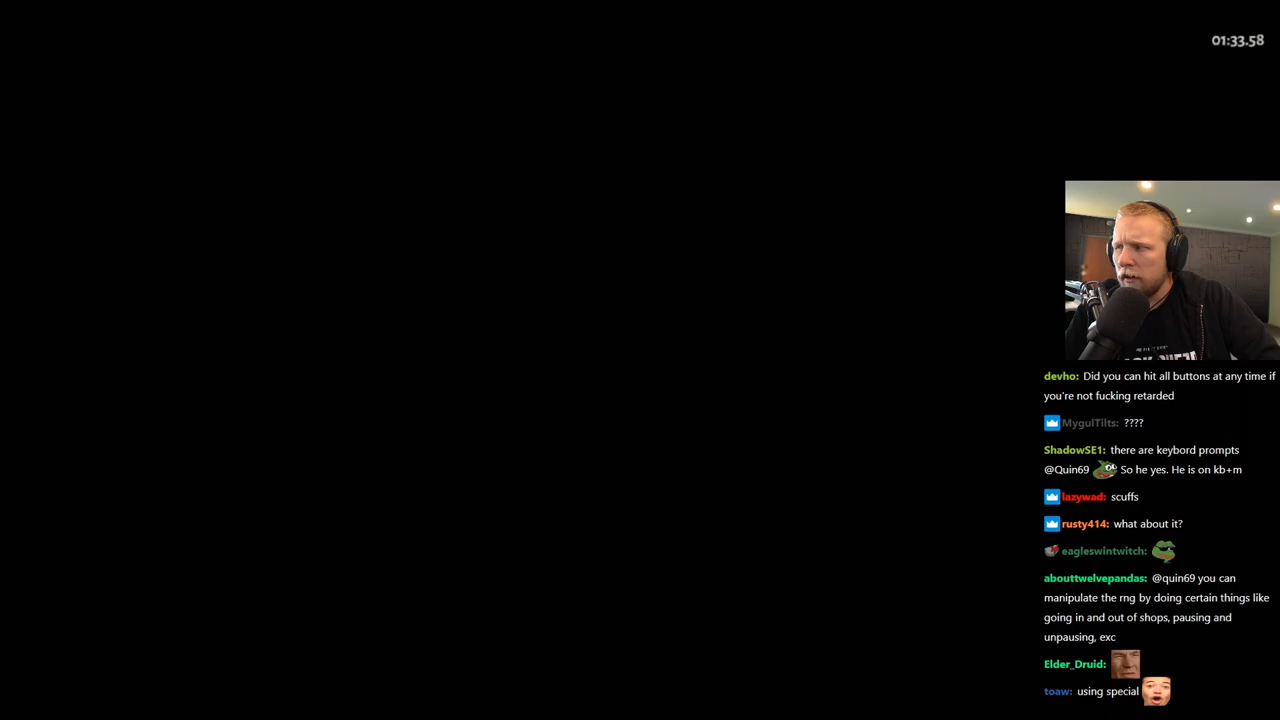 01:33.58
devho: Did you can hit all buttons at any time if
you're not fucking retarded
MygulTilts: ????
ShadowSE1: there are keybord prompts
@Quin69 So he yes. He is on kb+m
lazywad: scuffs
rusty414: what about it?
eagleswintwitch:
abouttwelvepandas: @quin69 you can
manipulate the rng by doing certain things like
going in and out of shops, pausing and
unpausing, exc
Elder_Druid:
toaw: using special